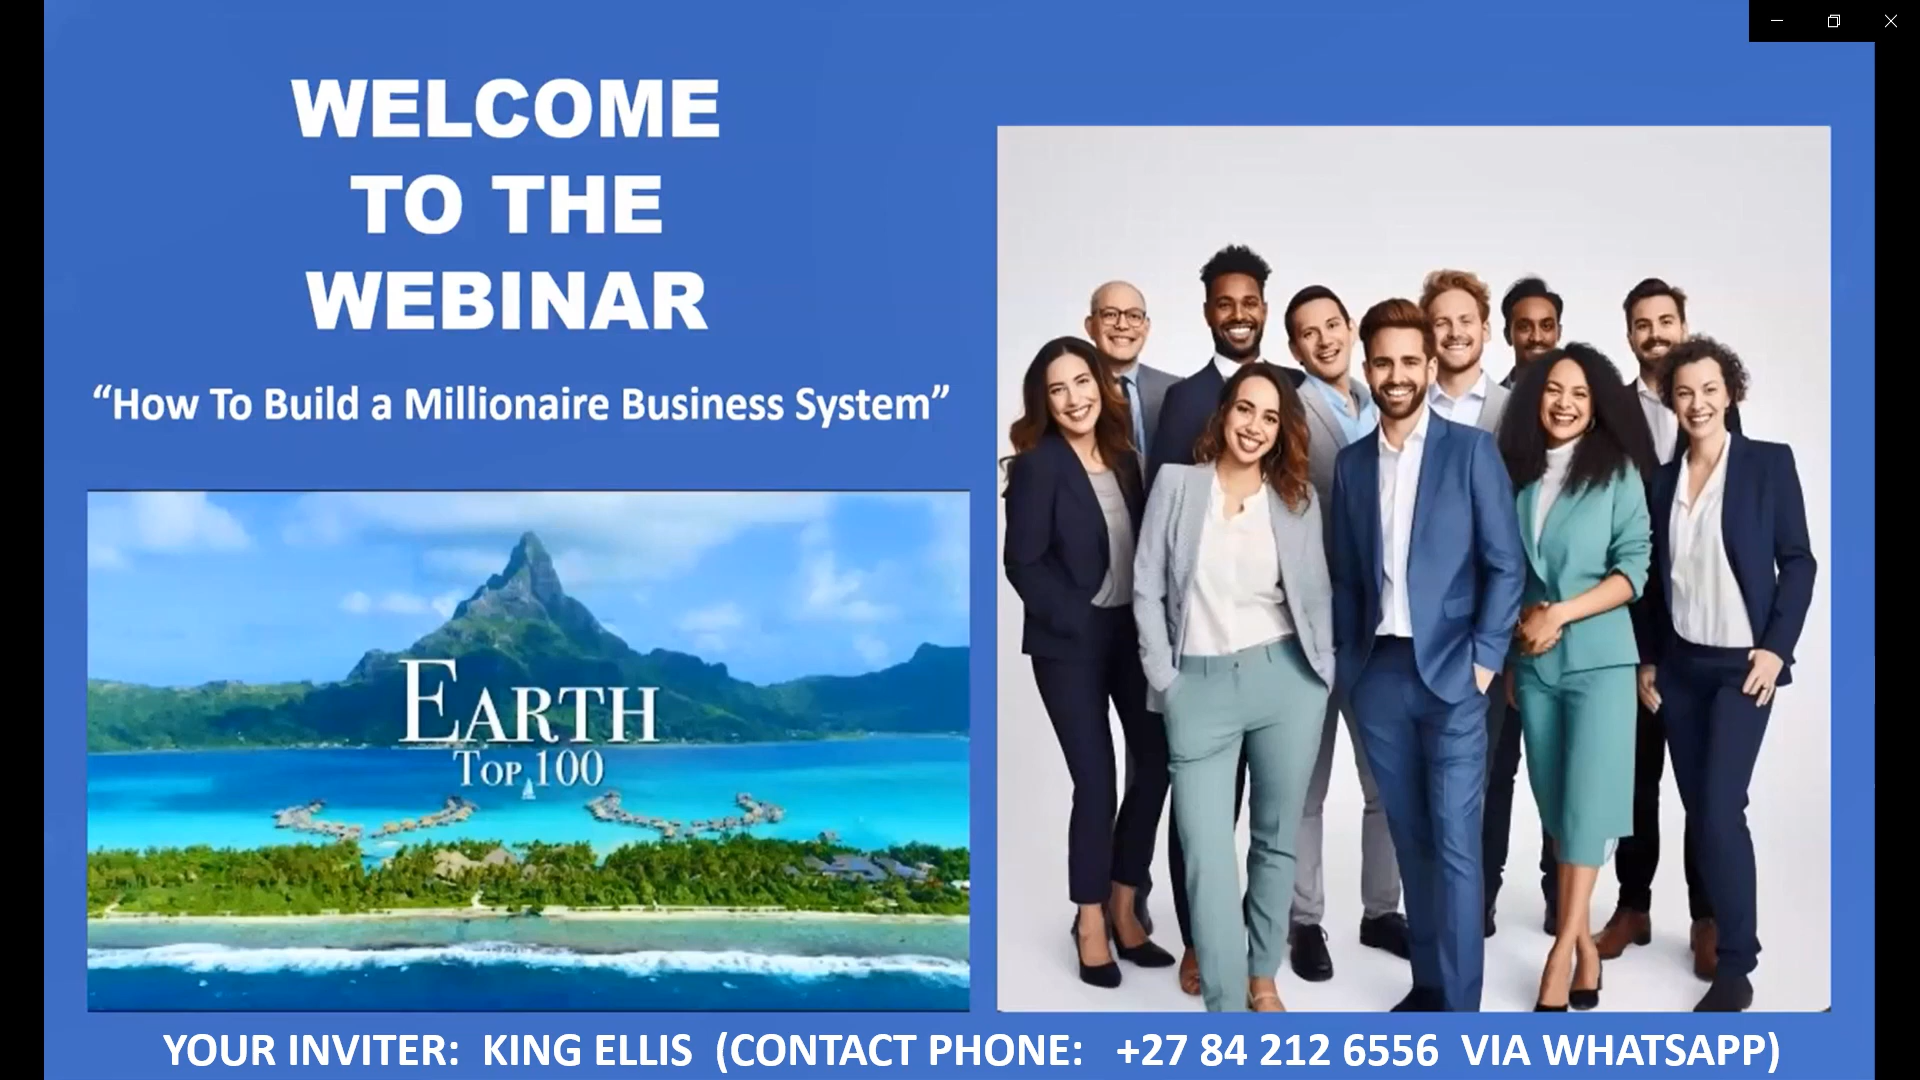 WELCOME
TO THE
WEBINAR
“How To Build a Millionaire Business System”
EARTH
TOP 100
YOUR INVITER: KING ELLIS (CONTACT PHONE: +27 84 212 6556 VIA WHATSAPP)